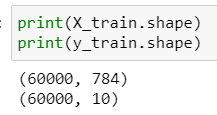 print(X_train.shape)
print(y_train.shape)
(60000, 784)
(60000, 10)